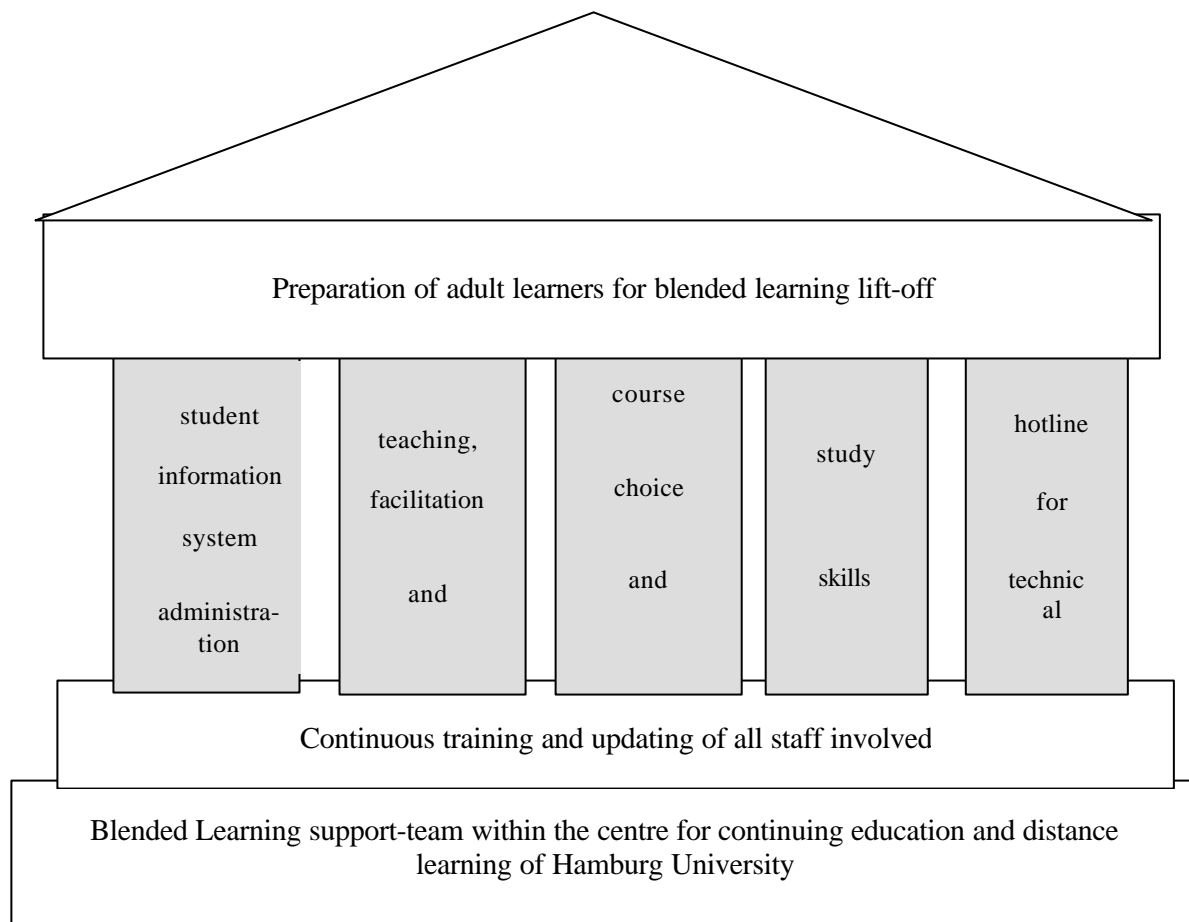 Preparation of adult learners for blended learning lift-off
student
information
system
administra-
tion
teaching,
facilitation
and
course
choice
and
study
skills
hotline
for
technic
al
Continuous training and updating of all staff involved
Blended Learning support-team within the centre for continuing education and distance
learning of Hamburg University